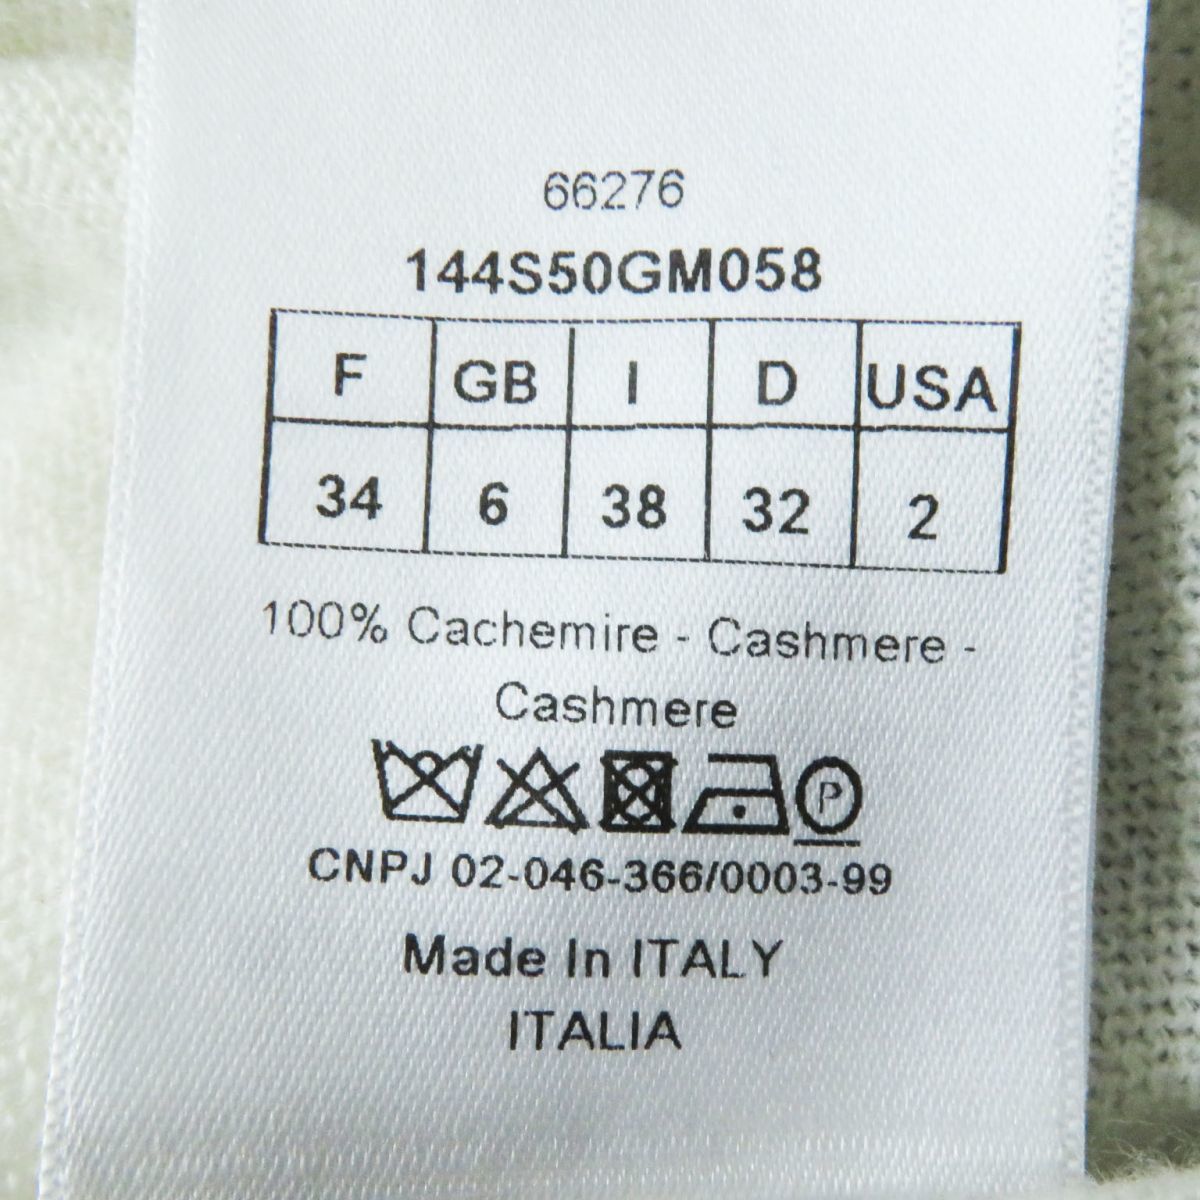 66276
144S50GM058
F GB I D USA
34 6 38 32 2
100% Cachemire - Cashmere -
Cashmere
P
CNPJ 02-046-366/0003-99
Made In ITALY
ITALIA